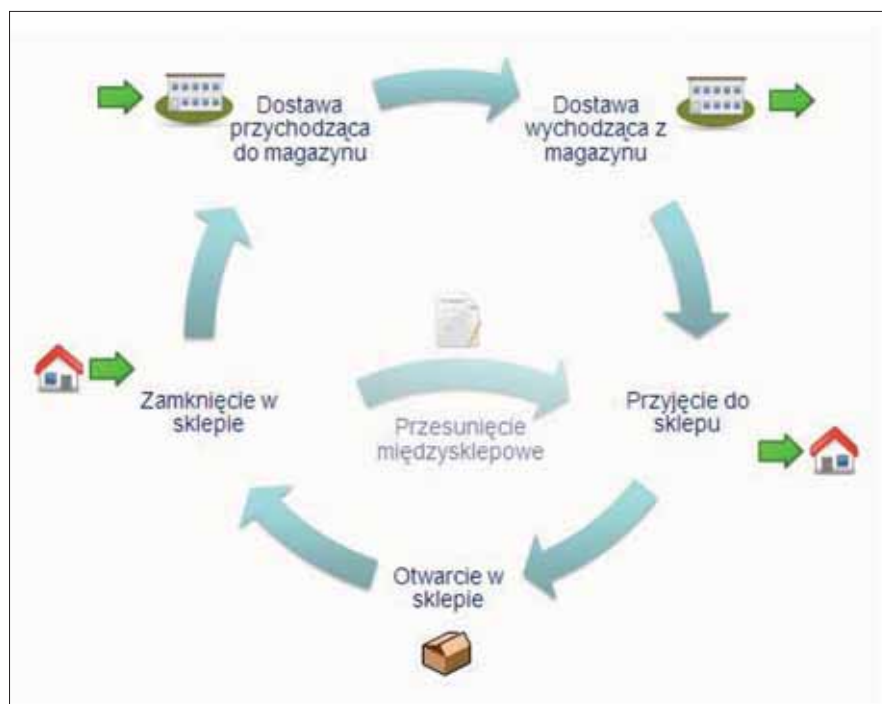 Dostawa
przychodząca
do magazynu
Dostawa
wychodząca z
magazynu
Zamknięcie w
sklepie
Przesunięcie
międzysklepowe
Przyjęcie do
sklepu
Otwarcie w
sklepie